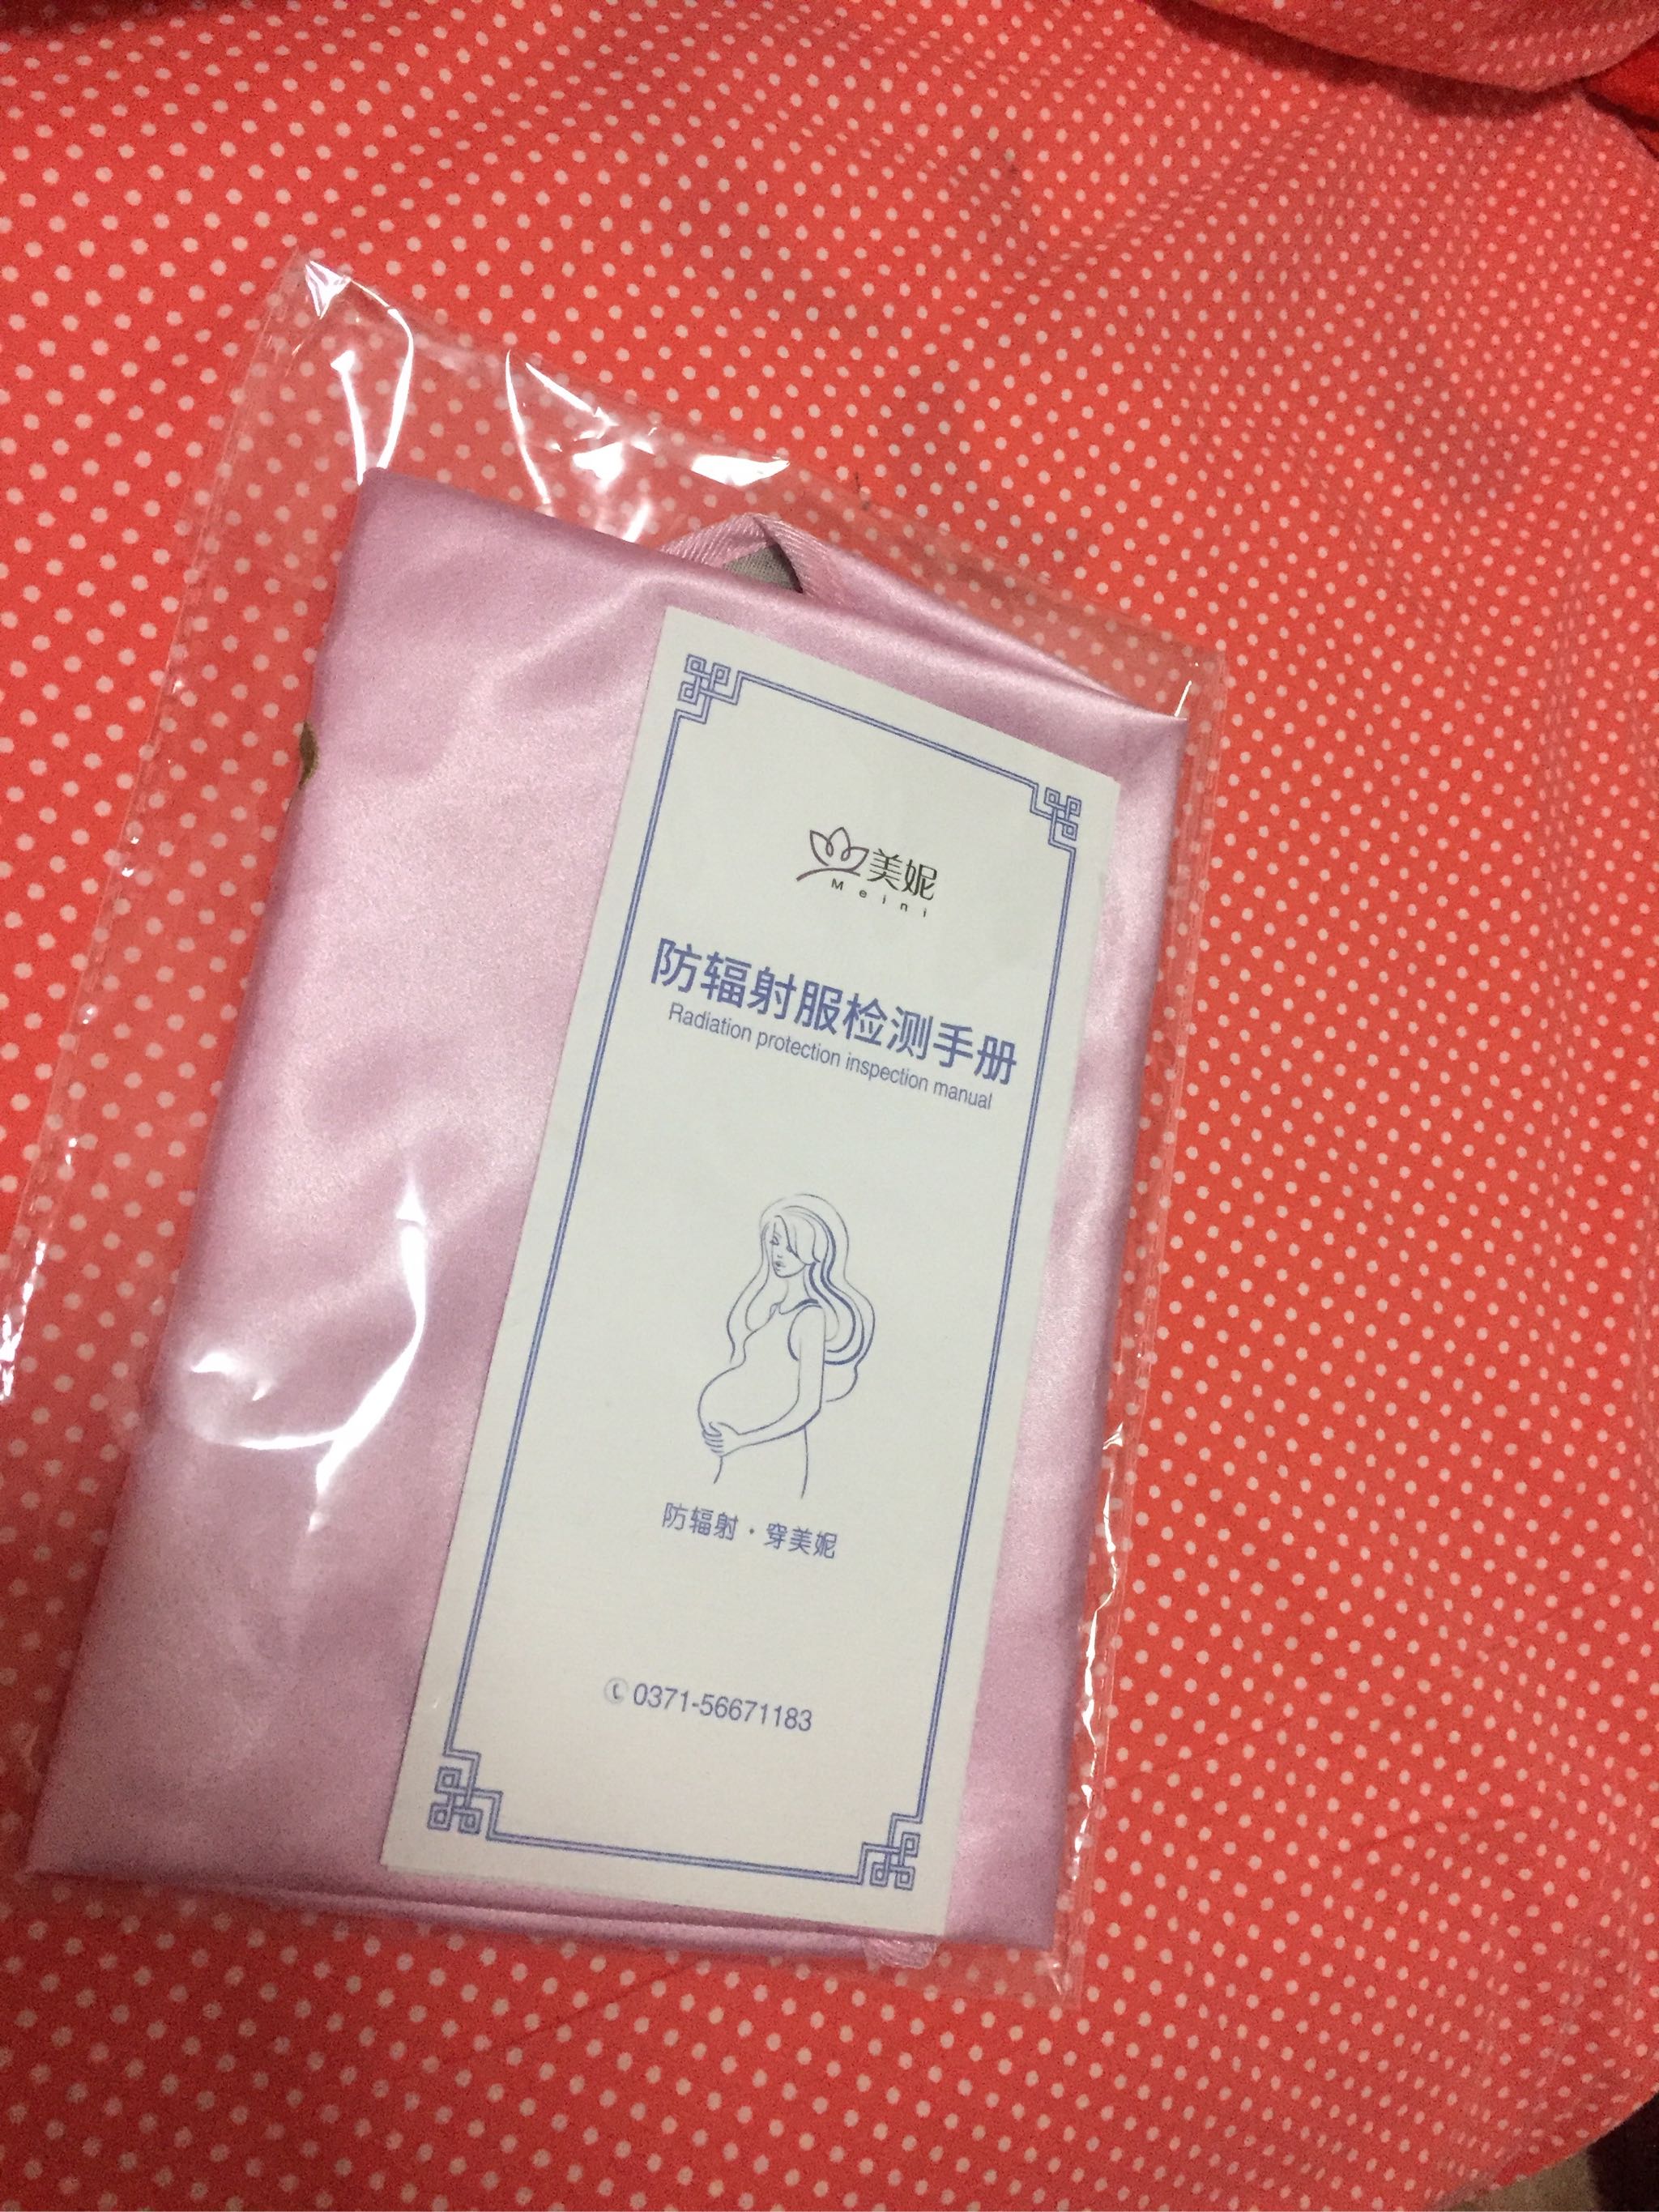 美妮
Meini
防辐射服检测手册
Radiation protection inspection manual
防辐射·穿美妮
0371-56671183